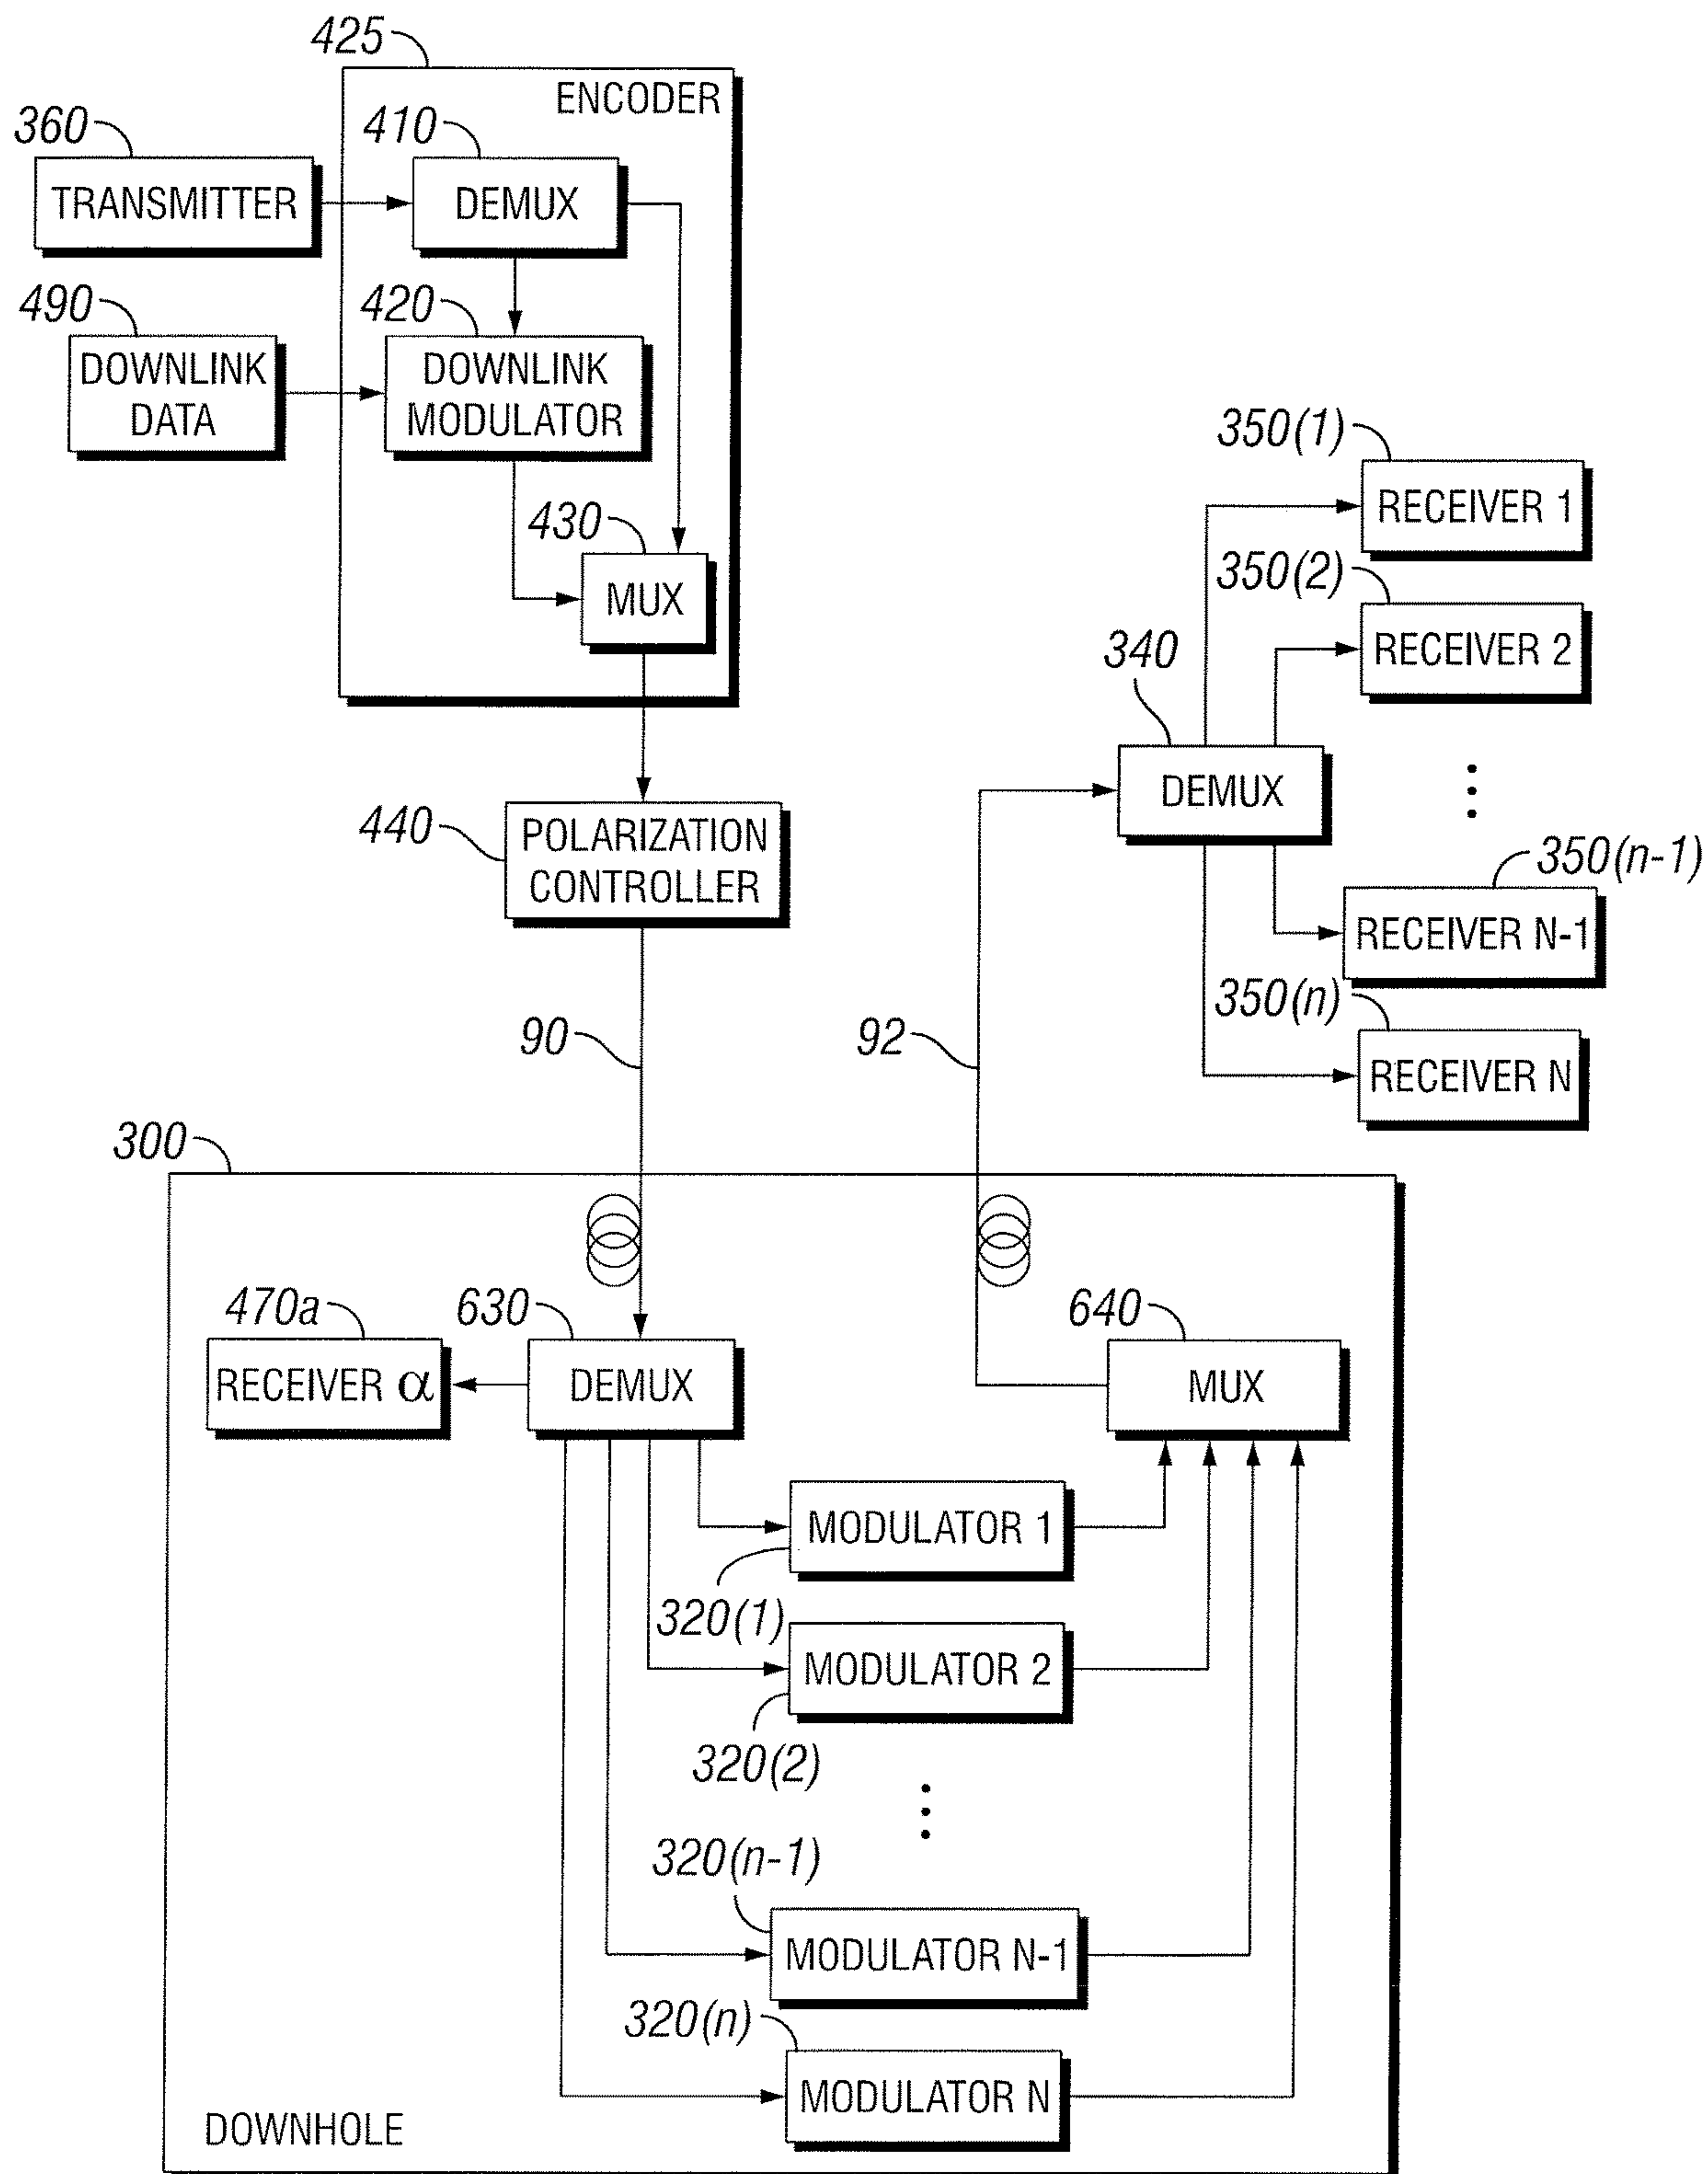 425
ENCODER
360
410
TRANSMITTER
DEMUX
490
420
DOWNLINK
DATA
DOWNLINK
MODULATOR
430
MUX
350(1)
RECEIVER 1
350(2)
RECEIVER 2
340
DEMUX
440
POLARIZATION
CONTROLLER
350(n-1)
RECEIVER N-1
350(n)
RECEIVER N
90
92
300
470a
630
640
RECEIVER α
DEMUX
MUX
MODULATOR 1
320(1)
MODULATOR 2
320(2)
320(n-1)
MODULATOR N-1
320(n)
MODULATOR N
DOWNHOLE